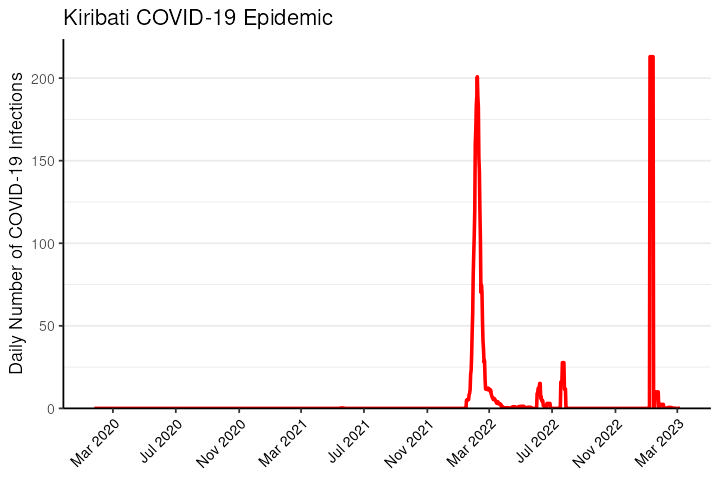 Kiribati COVID-19 Epidemic
Daily Number of COVID-19 Infections
200
150
100
50
0
Mar 2020
Jul 2020
Nov 2020
Mar 2021
Jul 2021
Nov 2021
Mar 2022
Jul 2022
Nov 2022
Mar 2023